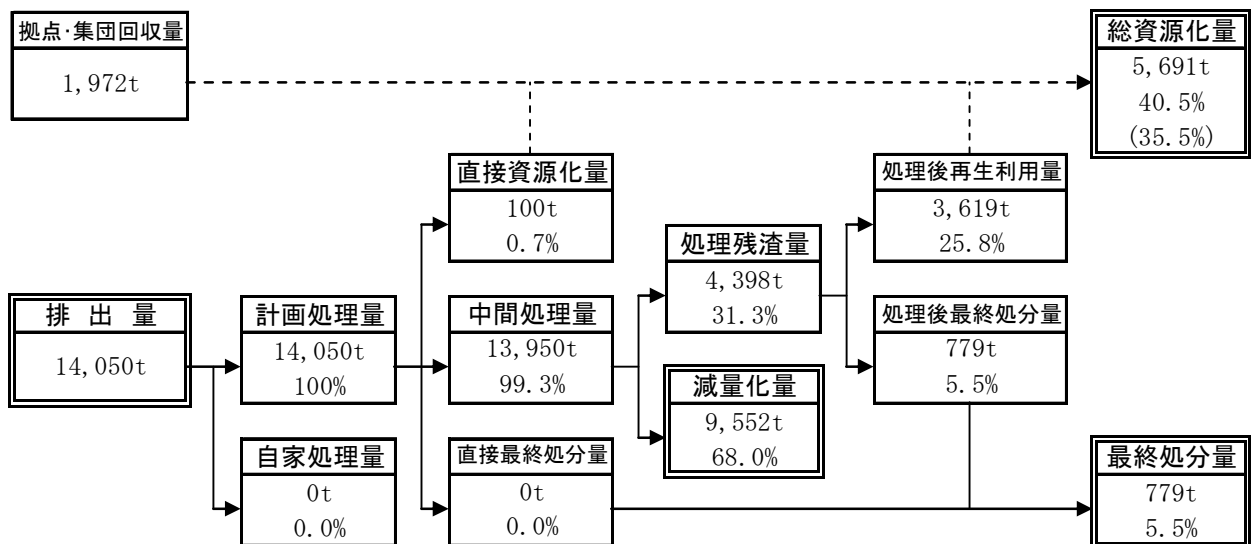 拠点･集団回収量
1,972t
総資源化量
5,691t
40.5%
(35.5%)
直接資源化量
100t
0.7%
処理後再生利用量
3,619t
25.8%
処理残渣量
4,398t
31.3%
排 出 量
14,050t
計画処理量
14,050t
100%
中間処理量
13,950t
99.3%
処理後最終処分量
779t
5.5%
減量化量
9,552t
68.0%
自家処理量
0t
0.0%
直接最終処分量
0t
0.0%
最終処分量
779t
5.5%